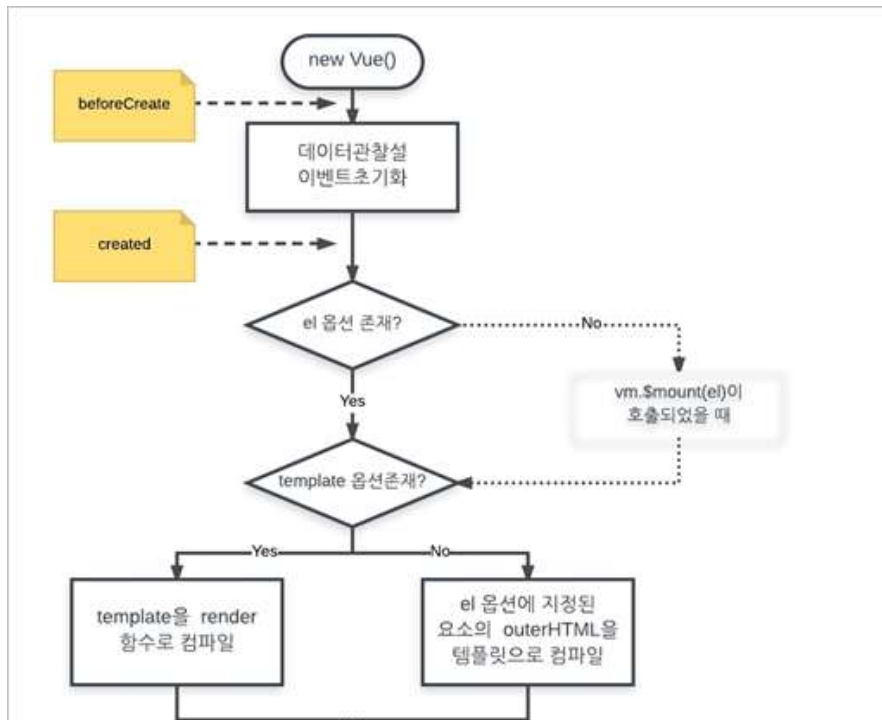 new Vue()
beforeCreate
데이터관찰설
이벤트초기화
created
el 옵션 존재?
No
vm.$mount(el)이
호출되었을 때
Yes
template 옵션존재?
Yes
No
template을 render
함수로 컴파일
el 옵션에 지정된
요소의 outerHTML을
템플릿으로 컴파일